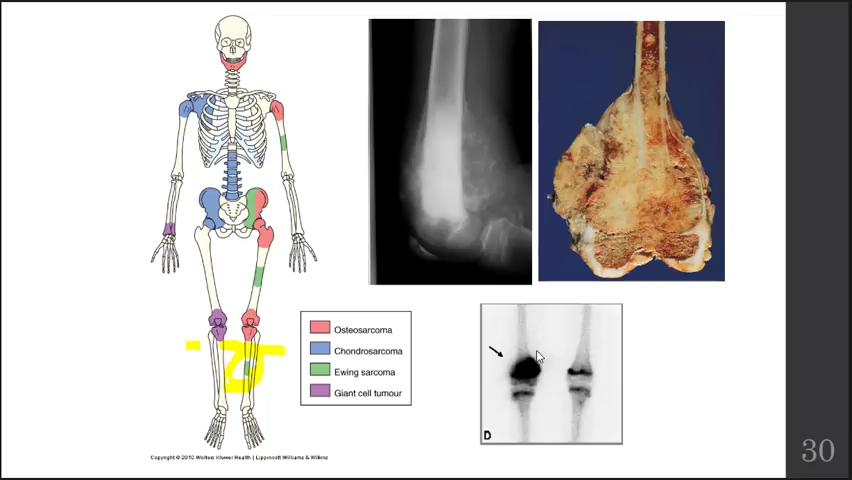 Osteosarcoma
Chondrosarcoma
Ewing sarcoma
Giant cell tumour
D
30
Copyright © 2010 Wolters Kluwer Health | Lippincott Williams & Wilkins